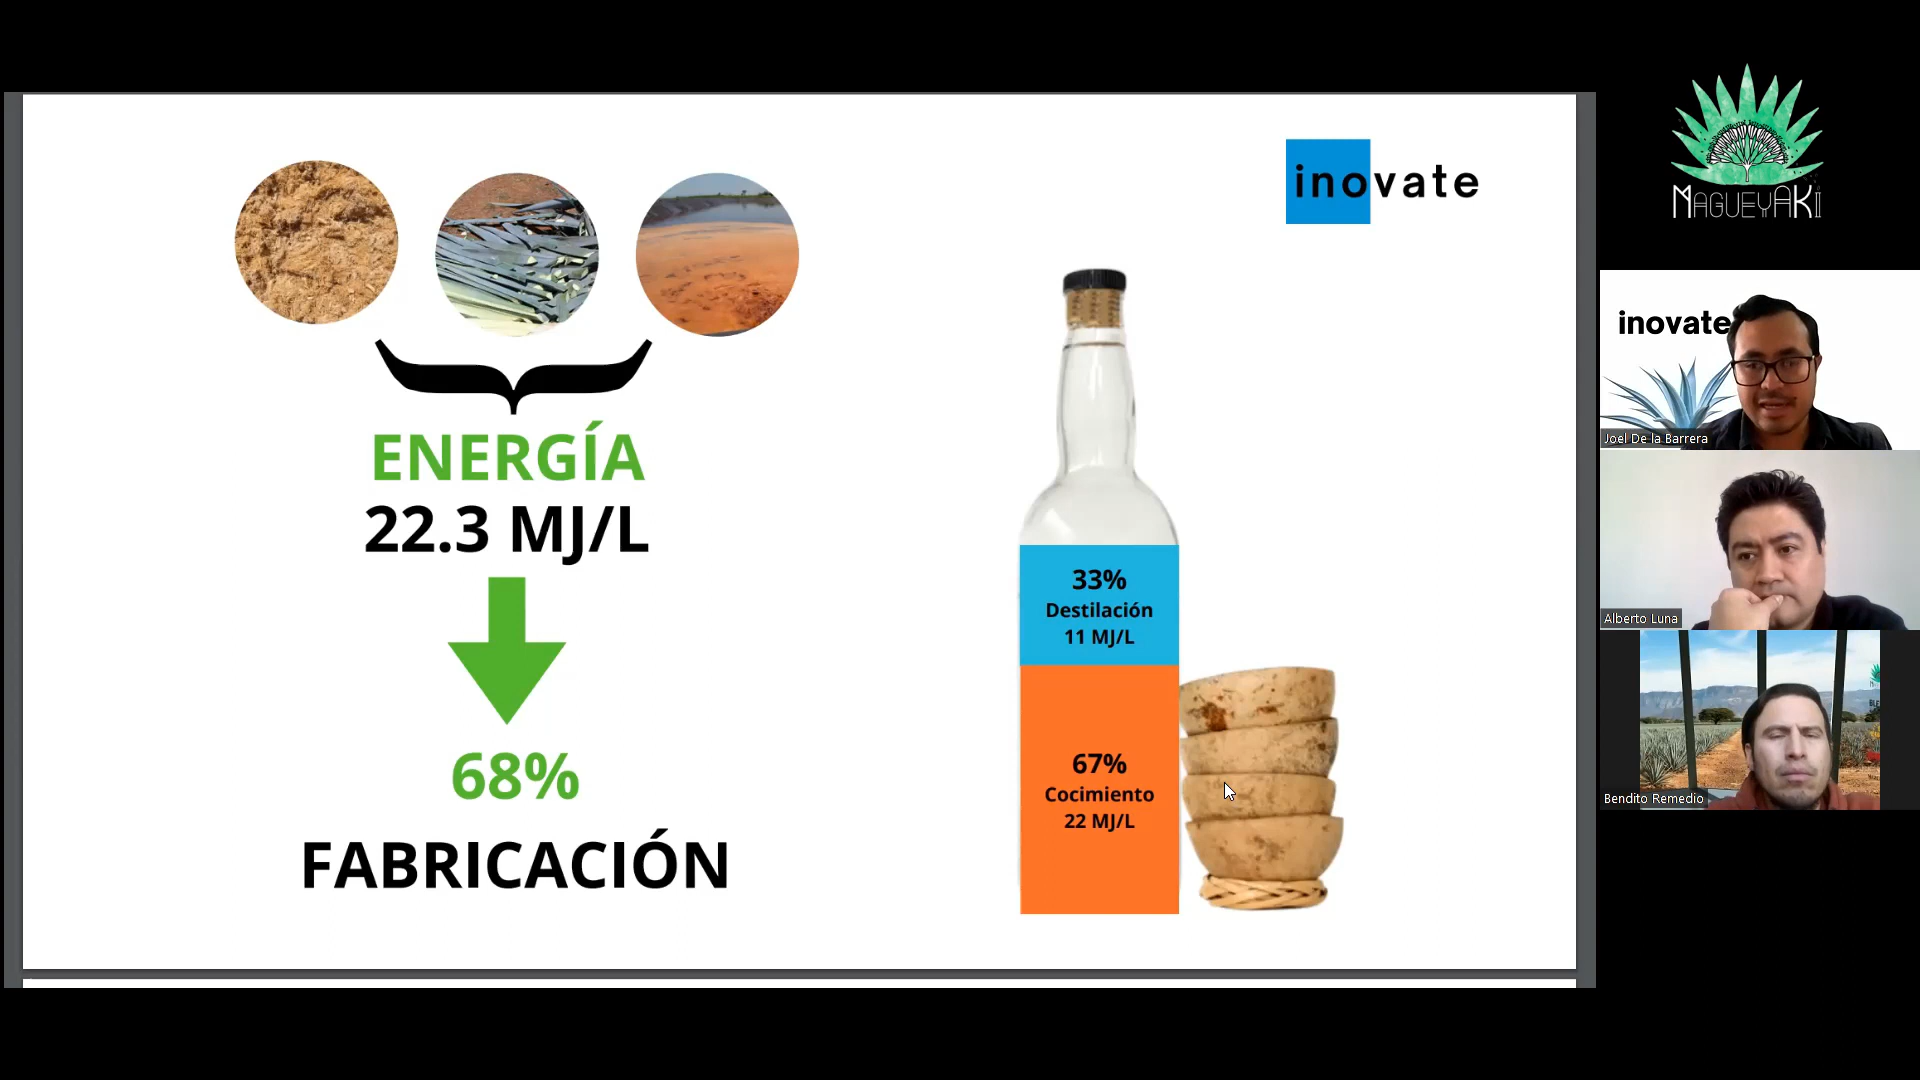 inovate
ENERGÍA
22.3 MJ/L
68%
FABRICACIÓN
33%
Destilación
11 MJ/L
67%
Cocimiento
22 MJ/L
MAGUEYAKI
inovate
Joel De la Barrera
Alberto Luna
Bendito Remedio